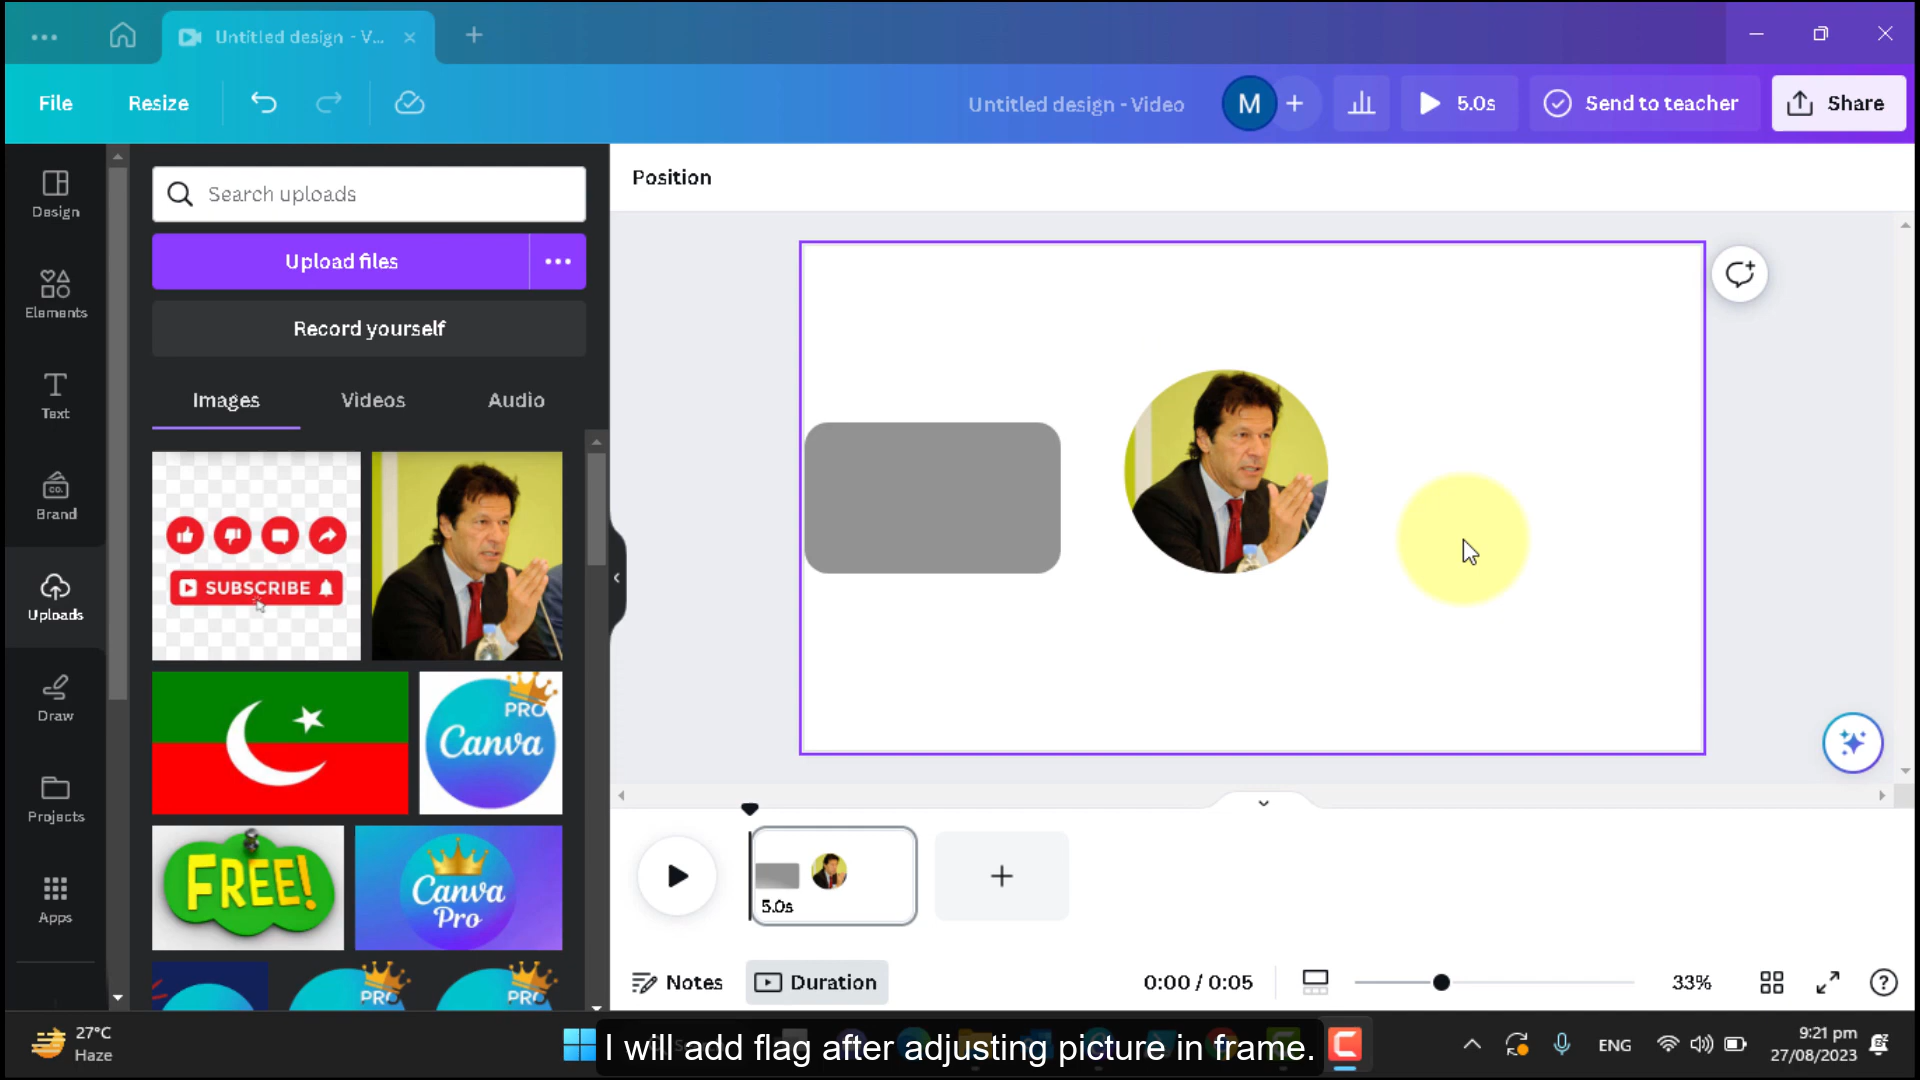 Untitled design - V...
File
Resize
Untitled design - Video
M
5.0s
Send to teacher
Share
Design
Elements
Text
Brand
Uploads
Draw
Projects
Apps
Search uploads
Upload files
Record yourself
Images
Videos
Audio
SUBSCRIBE
PRO
Canva
FREE!
Canva
Pro
PRO
PRO
Position
5.0s
Notes
Duration
0:00 / 0:05
33%
27°C
Haze
I will add flag after adjusting picture in frame.
ENG
9:21 pm
27/08/2023